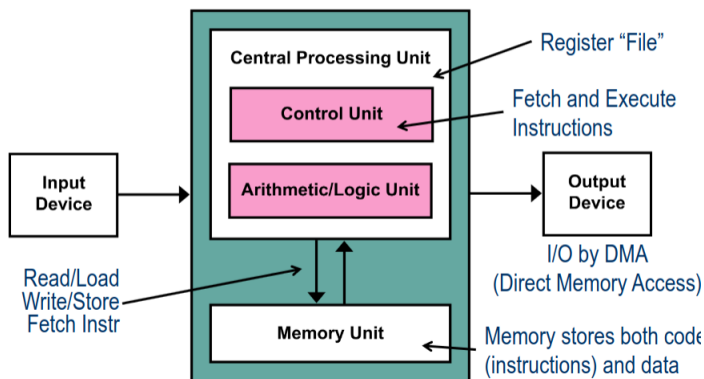 Central Processing Unit
Register “File”
Control Unit
Fetch and Execute
Instructions
Input
Device
Arithmetic/Logic Unit
Output
Device
I/O by DMA
(Direct Memory Access)
Read/Load
Write/Store
Fetch Instr
Memory Unit
Memory stores both code
(instructions) and data